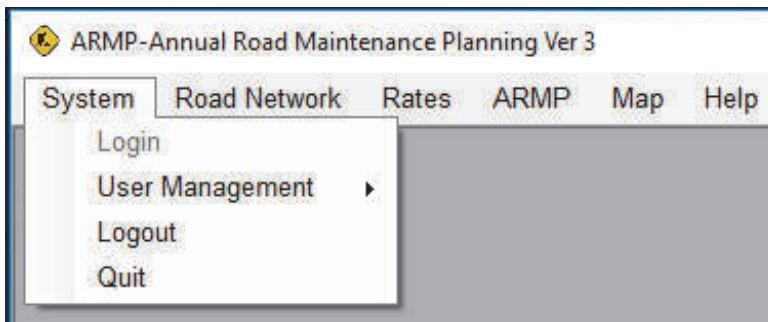 ARMP-Annual Road Maintenance Planning Ver 3
System Road Network Rates ARMP Map Help
Login
User Management
Logout
Quit